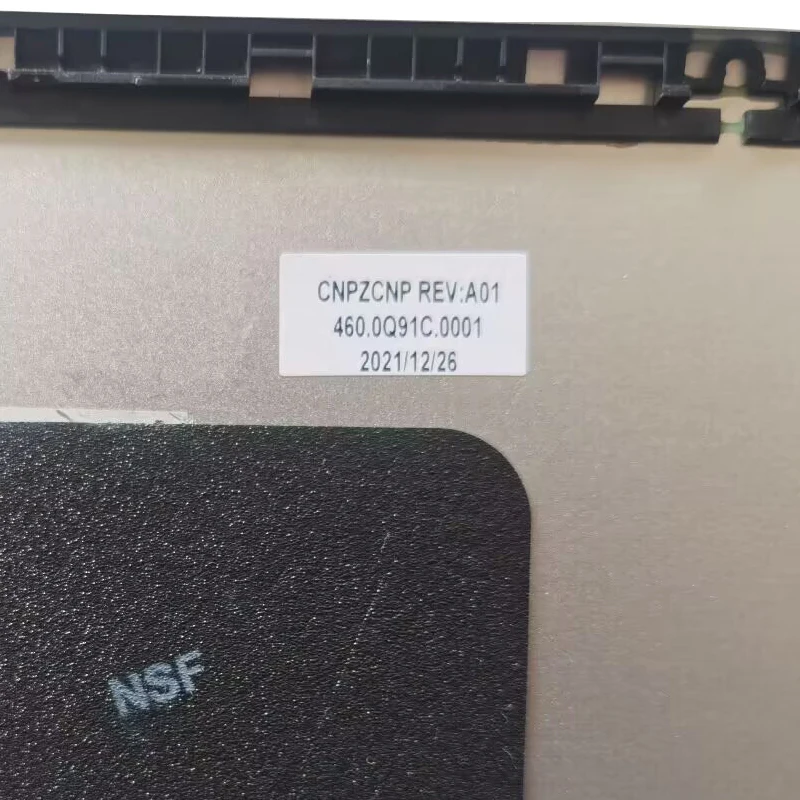 CNPZCNP REV:A01
460.0Q91C.0001
2021/12/26
NSF